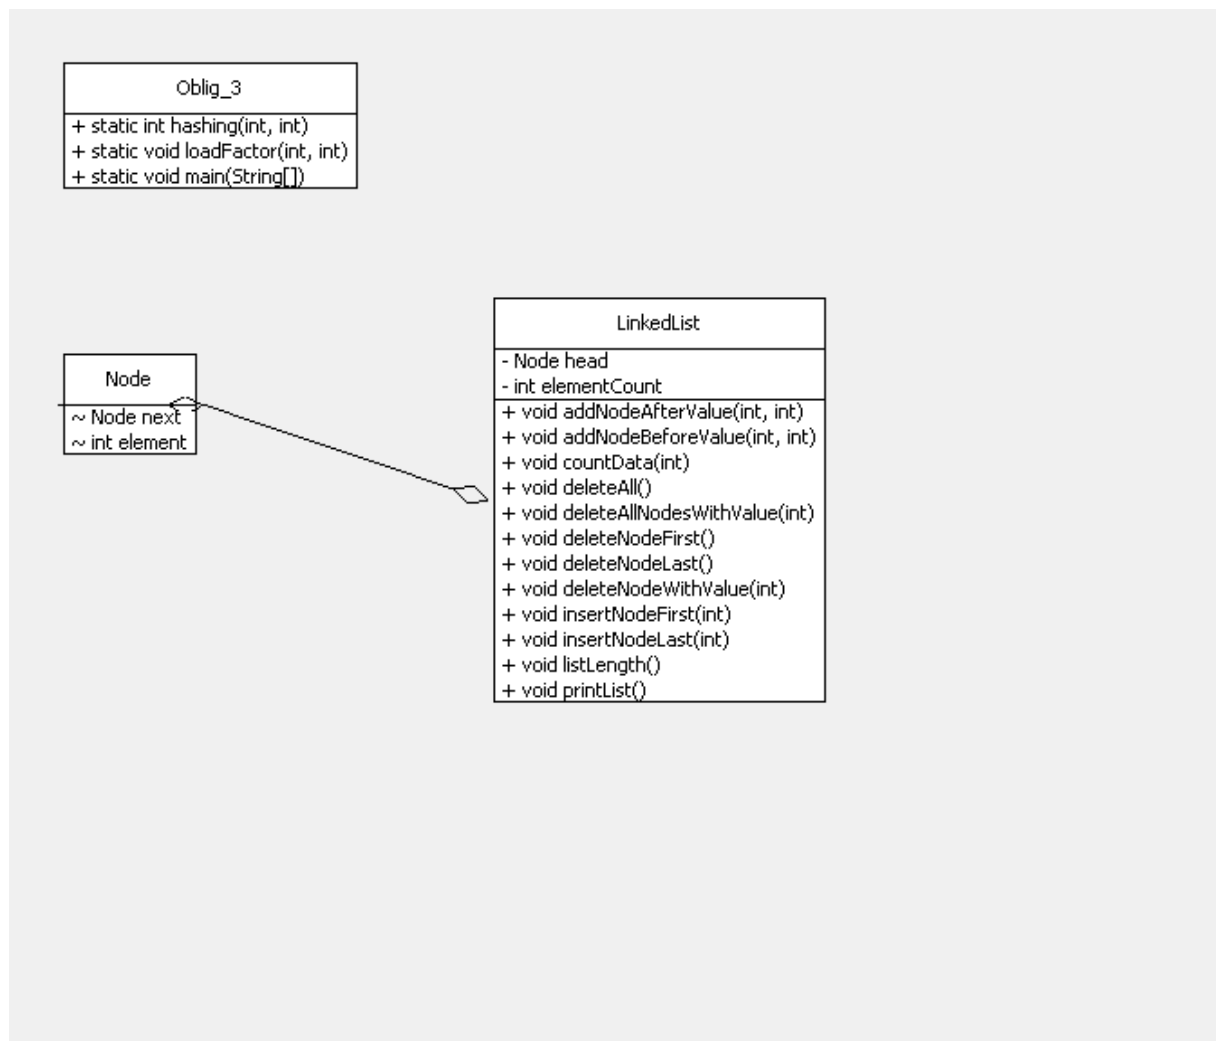 Oblig_3
+ static int hashing(int, int)
+ static void loadFactor(int, int)
+ static void main(String[])
Node
~ Node next
~ int element
LinkedList
- Node head
- int elementCount
+ void addNodeAfterValue(int, int)
+ void addNodeBeforeValue(int, int)
+ void countData(int)
+ void deleteAll()
+ void deleteAllNodesWithValue(int)
+ void deleteNodeFirst()
+ void deleteNodeLast()
+ void deleteNodeWithValue(int)
+ void insertNodeFirst(int)
+ void insertNodeLast(int)
+ void listLength()
+ void printList()